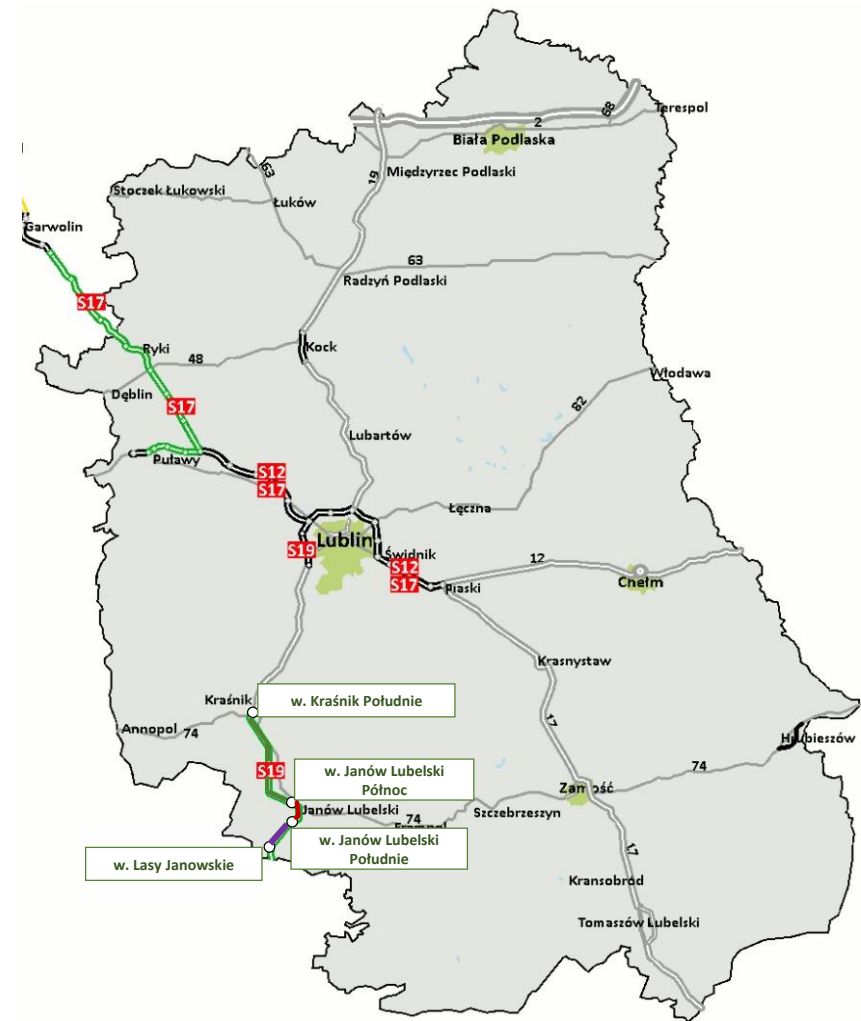 68
Terespol
2
Biała Podlaska
Międzyrzec Podlaski
19
63
Stoczek Łukowski
Łuków
Garwolin
63
Radzyń Podlaski
S17
Kock
Ryki
48
Włodawa
Dęblin
S17
82
Lubartów
Puławy
S12
S17
Łęczna
Lublin
S19
Świdnik
12
S12
S17
Chełm
Piaski
Krasnystaw
w. Kraśnik Południe
Kraśnik
17
Annopol
74
Hrubieszów
S19
w. Janów Lubelski
Północ
74
Zamość
Janów Lubelski
74
Szczebrzeszyn
Frampol
w. Janów Lubelski
Południe
w. Lasy Janowskie
17
Kransobród
Tomaszów Lubelski